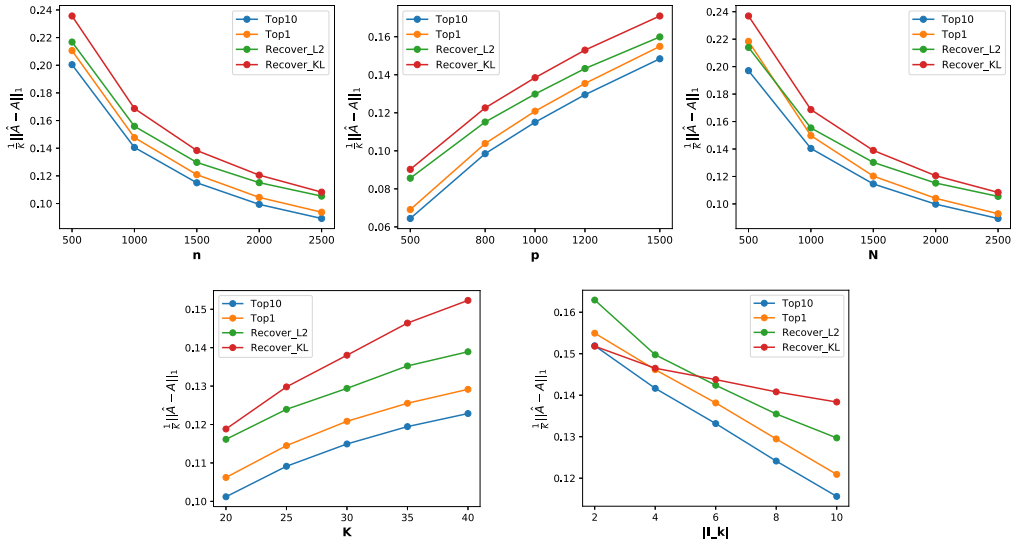 0.24
0.22
0.20
0.18
0.16
0.14
0.12
0.10
500 1000 1500 2000 2500
n
1/K ||Â − A||₁
Top10
Top1
Recover_L2
Recover_KL
0.16
0.14
0.12
0.10
0.08
0.06
500 800 1000 1200 1500
p
1/K ||Â − A||₁
Top10
Top1
Recover_L2
Recover_KL
0.24
0.22
0.20
0.18
0.16
0.14
0.12
0.10
500 1000 1500 2000 2500
N
1/K ||Â − A||₁
Top10
Top1
Recover_L2
Recover_KL
0.15
0.14
0.13
0.12
0.11
0.10
20 25 30 35 40
K
1/K ||Â − A||₁
Top10
Top1
Recover_L2
Recover_KL
0.16
0.15
0.14
0.13
0.12
2 4 6 8 10
|I_k|
1/K ||Â − A||₁
Top10
Top1
Recover_L2
Recover_KL